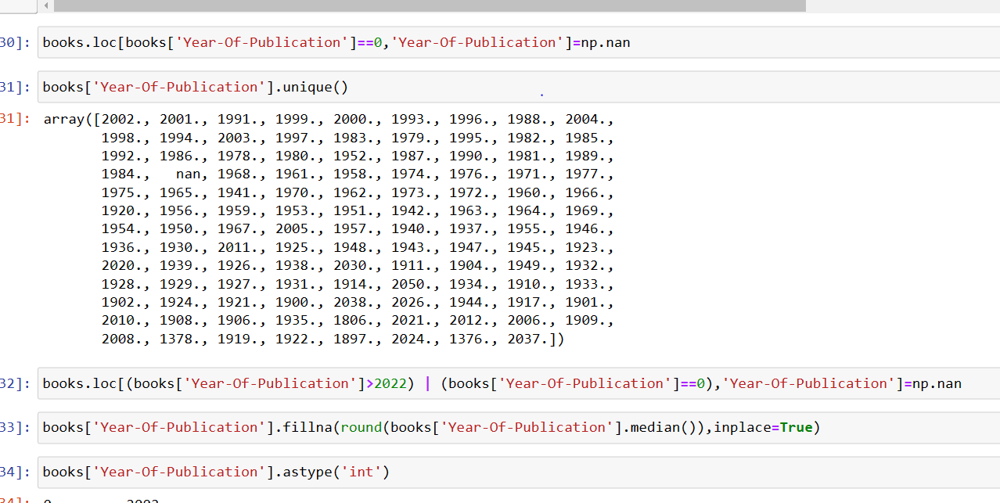 30]: books.loc[books['Year-Of-Publication']==0,'Year-Of-Publication']=np.nan
31]: books['Year-Of-Publication'].unique()
31]: array([2002., 2001., 1991., 1999., 2000., 1993., 1996., 1988., 2004.,
1998., 1994., 2003., 1997., 1983., 1979., 1995., 1982., 1985.,
1992., 1986., 1978., 1980., 1952., 1987., 1990., 1981., 1989.,
1984., nan, 1968., 1961., 1958., 1974., 1976., 1971., 1977.,
1975., 1965., 1941., 1970., 1962., 1973., 1972., 1960., 1966.,
1920., 1956., 1959., 1953., 1951., 1942., 1963., 1964., 1969.,
1954., 1950., 1967., 2005., 1957., 1940., 1937., 1955., 1946.,
1936., 1930., 2011., 1925., 1948., 1943., 1947., 1945., 1923.,
2020., 1939., 1926., 1938., 2030., 1911., 1904., 1949., 1932.,
1928., 1929., 1927., 1931., 1914., 2050., 1934., 1910., 1933.,
1902., 1924., 1921., 1900., 2038., 2026., 1944., 1917., 1901.,
2010., 1908., 1906., 1935., 1806., 2021., 2012., 2006., 1909.,
2008., 1378., 1919., 1922., 1897., 2024., 1376., 2037.])
32]: books.loc[(books['Year-Of-Publication']>2022) | (books['Year-Of-Publication']==0),'Year-Of-Publication']=np.nan
33]: books['Year-Of-Publication'].fillna(round(books['Year-Of-Publication'].median()),inplace=True)
34]: books['Year-Of-Publication'].astype('int')